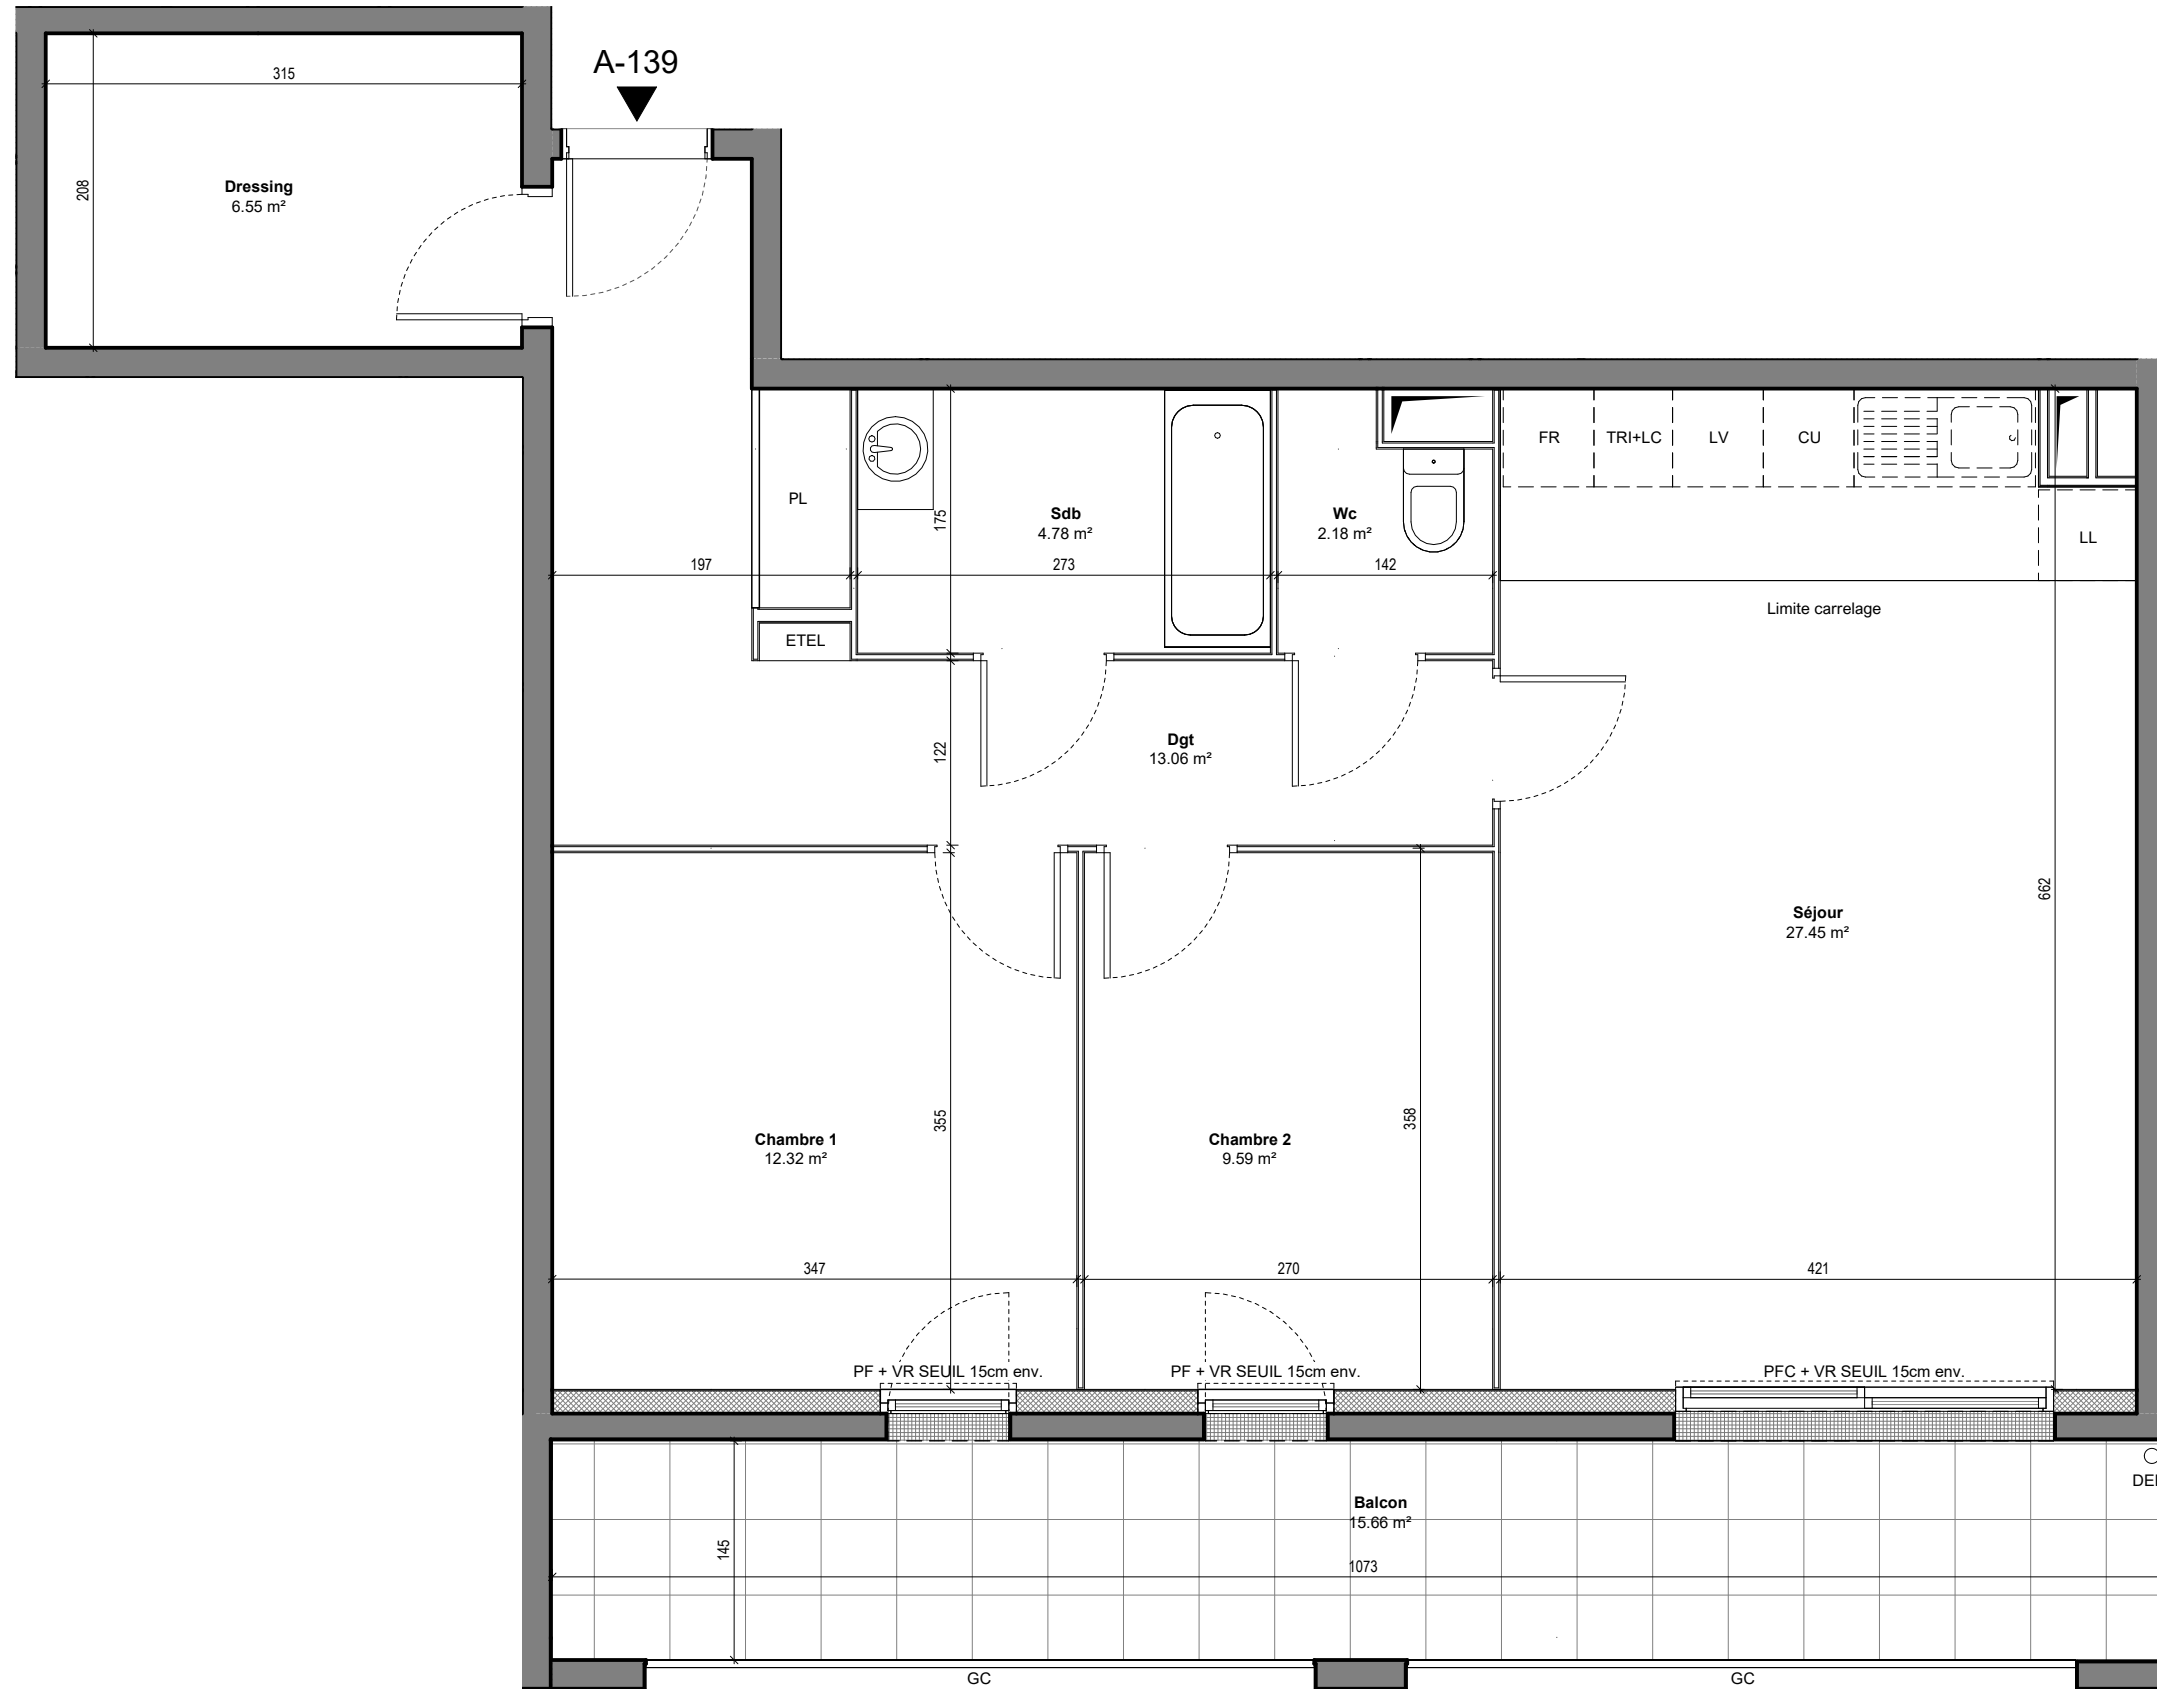 A-139
315
208
Dressing
6.55 m²
FR
TRI+LC
LV
CU
PL
175
Sdb
4.78 m²
Wc
2.18 m²
LL
197
273
142
Limite carrelage
ETEL
122
Dgt
13.06 m²
662
Séjour
27.45 m²
355
358
Chambre 1
12.32 m²
Chambre 2
9.59 m²
347
270
421
PF + VR SEUIL 15cm env.
PF + VR SEUIL 15cm env.
PFC + VR SEUIL 15cm env.
Balcon
15.66 m²
145
1073
GC
GC